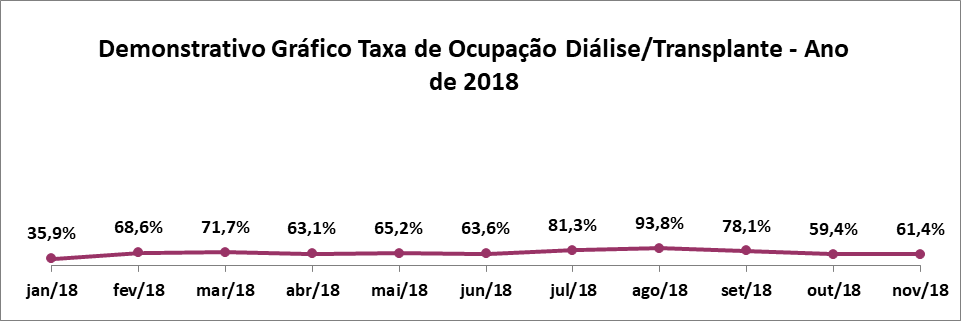 Demonstrativo Gráfico Taxa de Ocupação Diálise/Transplante - Ano
de 2018
35,9% 68,6% 71,7% 63,1% 65,2% 63,6% 81,3% 93,8% 78,1% 59,4% 61,4%
jan/18 fev/18 mar/18 abr/18 mai/18 jun/18 jul/18 ago/18 set/18 out/18 nov/18